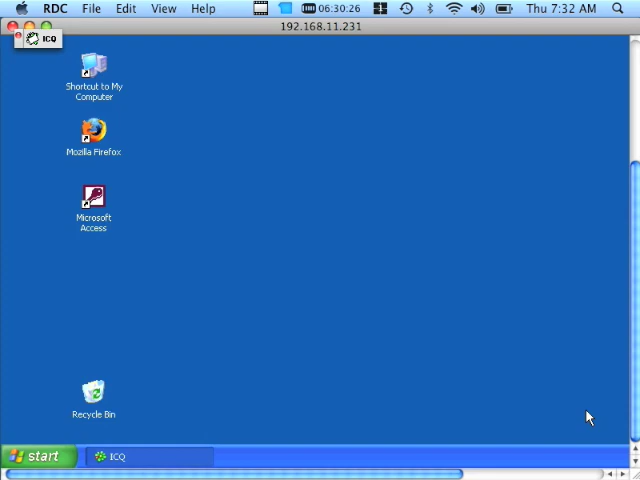 RDC File Edit View Help 06:30:26 Thu 7:32 AM
192.168.11.231
ICQ
Shortcut to My
Computer
Mozilla Firefox
Microsoft
Access
Recycle Bin
start ICQ